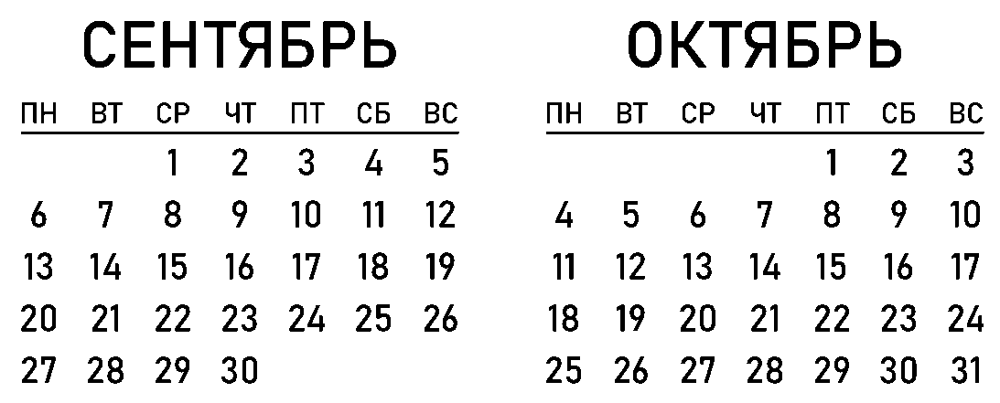 СЕНТЯБРЬ
ПН ВТ СР ЧТ ПТ СБ ВС
1 2 3 4 5
6 7 8 9 10 11 12
13 14 15 16 17 18 19
20 21 22 23 24 25 26
27 28 29 30
ОКТЯБРЬ
ПН ВТ СР ЧТ ПТ СБ ВС
1 2 3
4 5 6 7 8 9 10
11 12 13 14 15 16 17
18 19 20 21 22 23 24
25 26 27 28 29 30 31